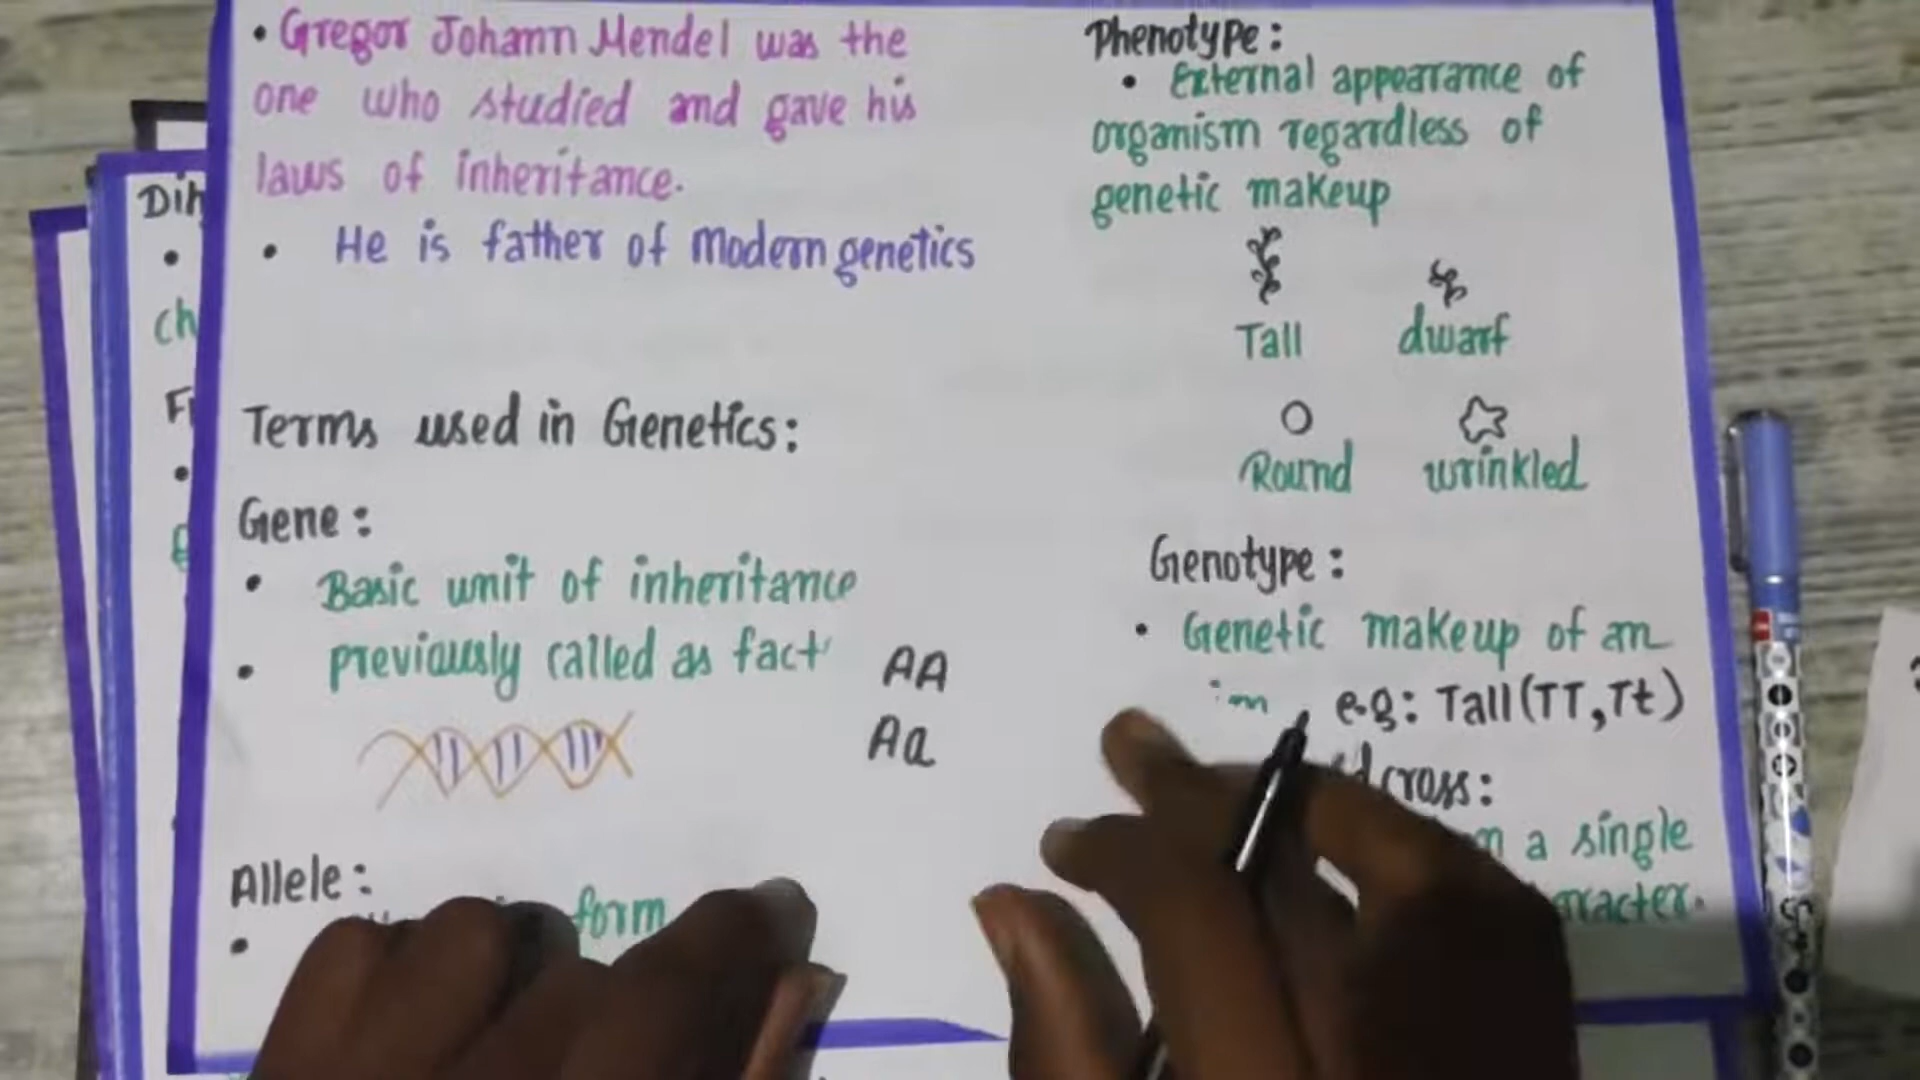 • Gregor Johann Mendel was the
one who studied and gave his
laws of inheritance.
• He is father of Modern genetics
Terms used in Genetics:
Gene:
• Basic unit of inheritance
• previously called as fact
AA
Aa
Allele:
• form
Phenotype:
• External appearance of
organism regardless of
genetic makeup
Tall dwarf
Round wrinkled
Genotype:
• Genetic makeup of an
e.g: Tall (TT, Tt)
cross:
a single
Dih
ch